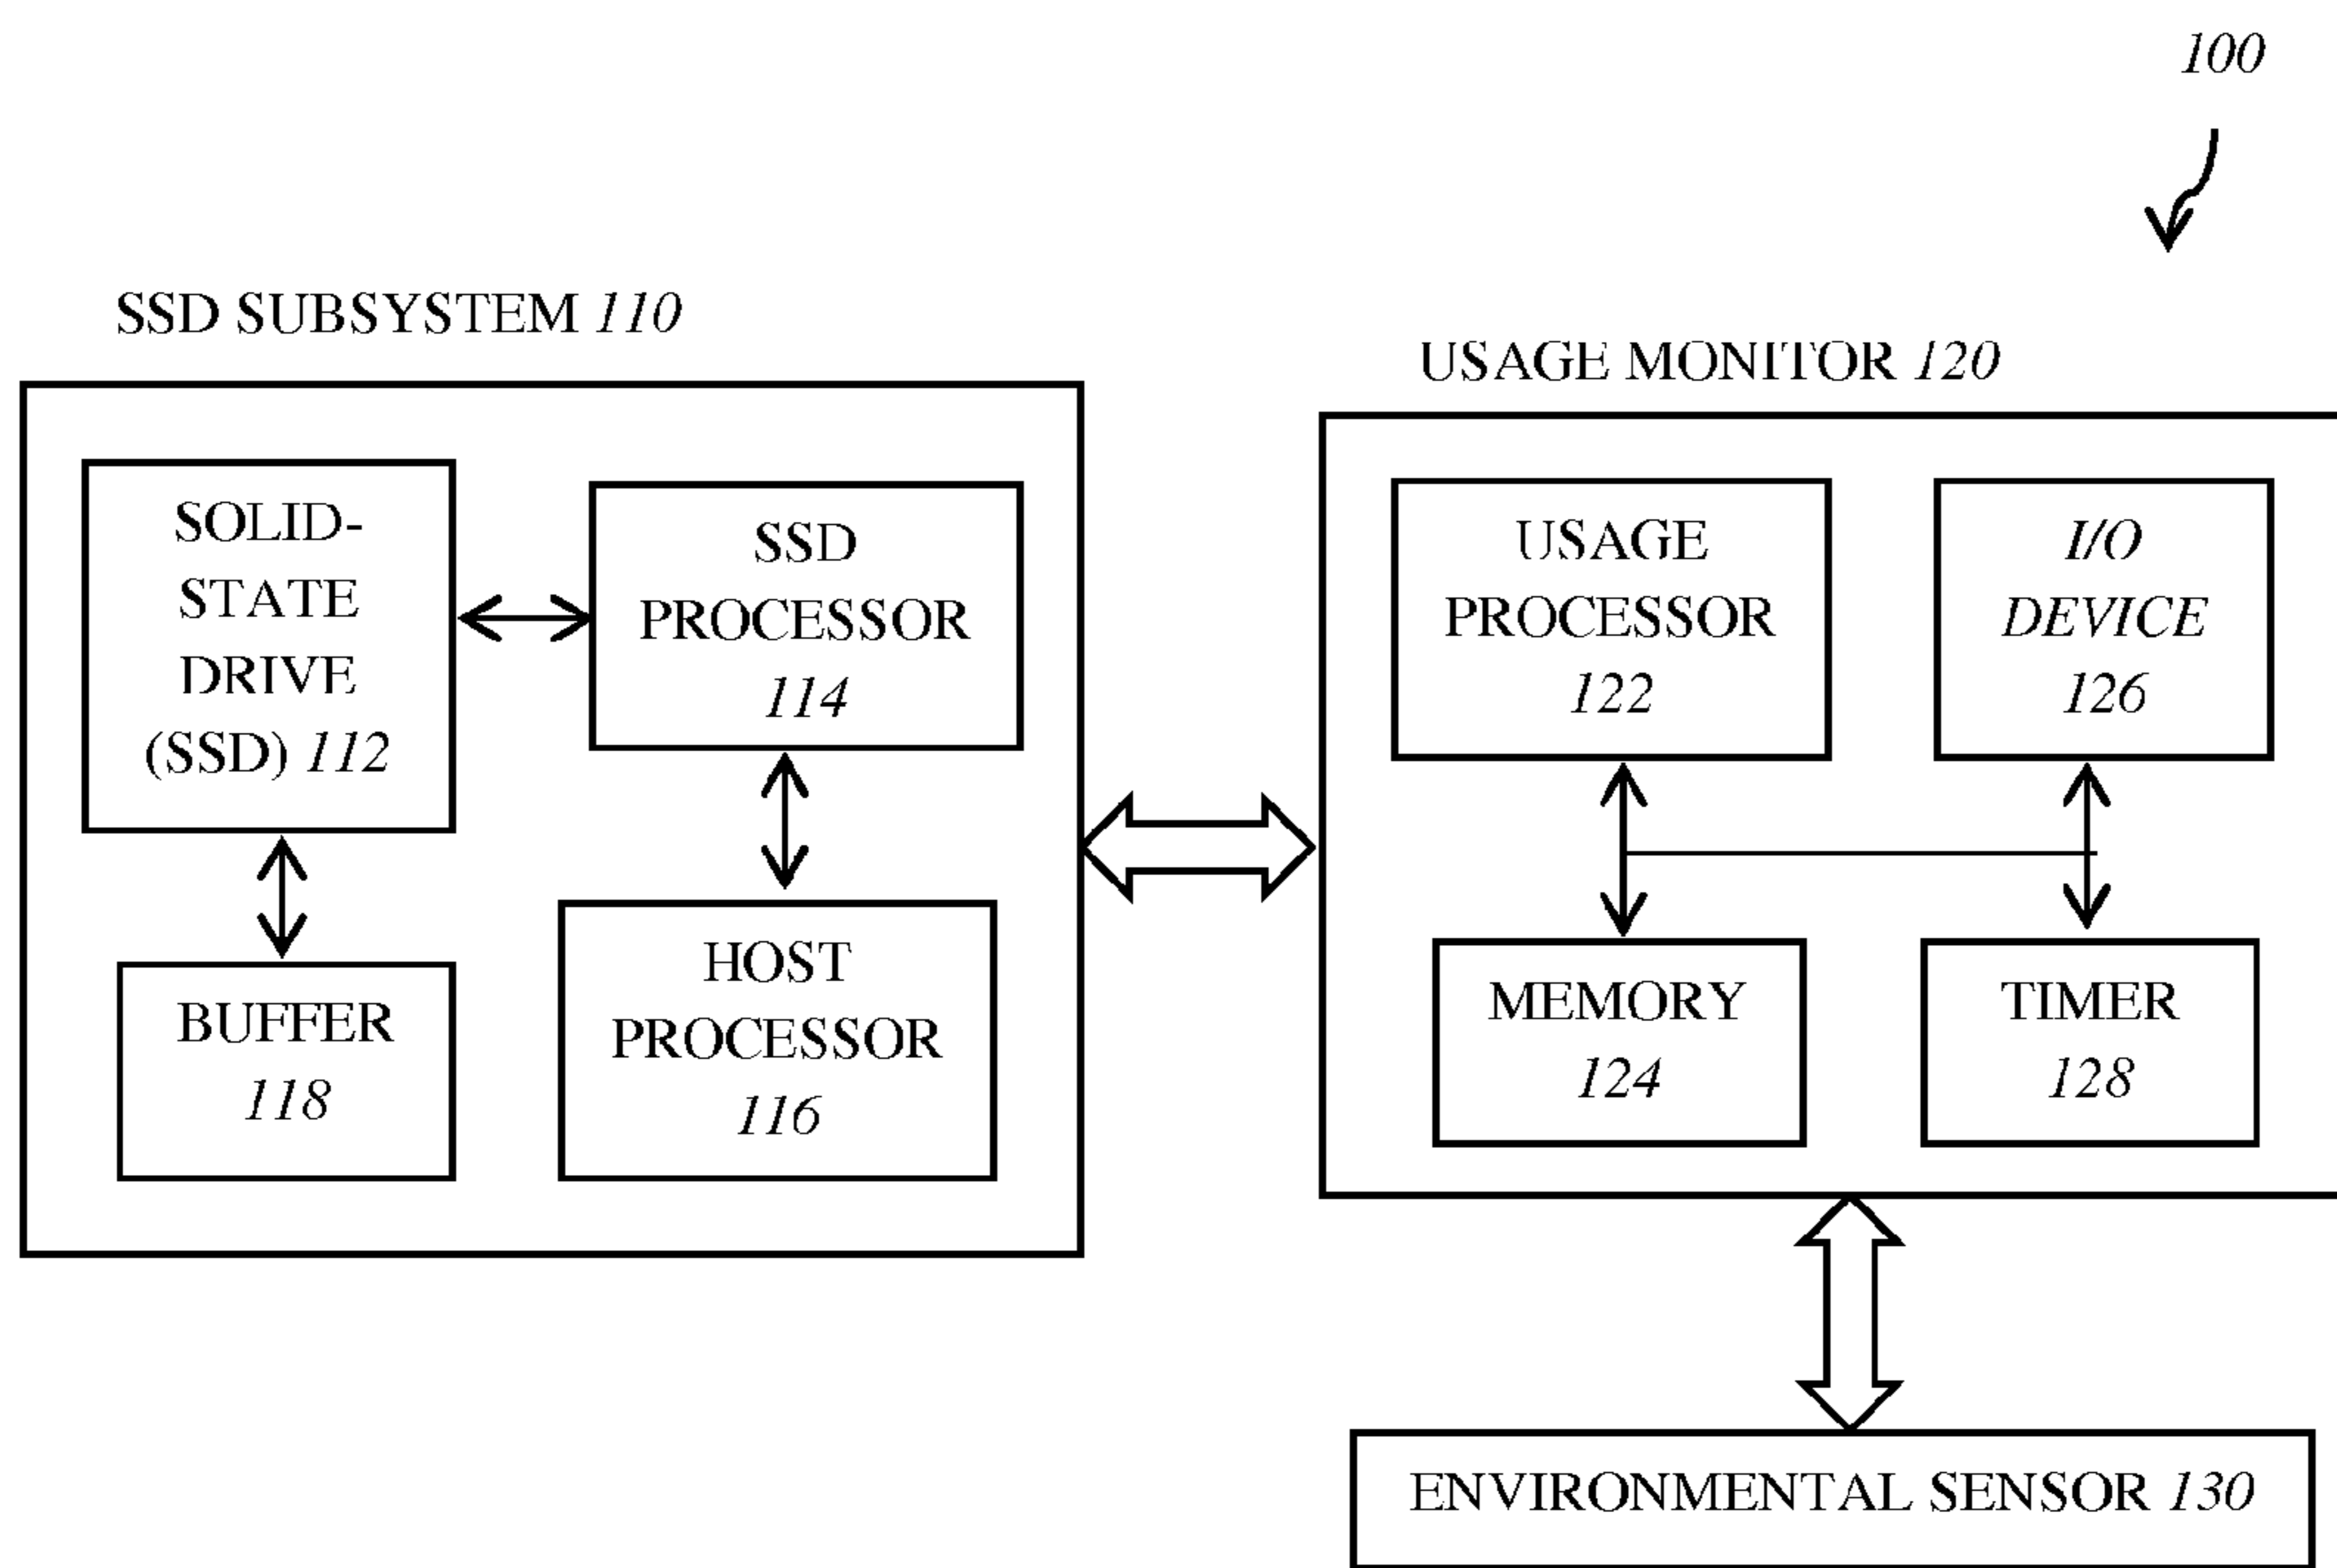 100
SSD SUBSYSTEM 110
SOLID-
STATE
DRIVE
(SSD) 112
SSD
PROCESSOR
114
BUFFER
118
HOST
PROCESSOR
116
USAGE MONITOR 120
USAGE
PROCESSOR
122
I/O
DEVICE
126
MEMORY
124
TIMER
128
ENVIRONMENTAL SENSOR 130